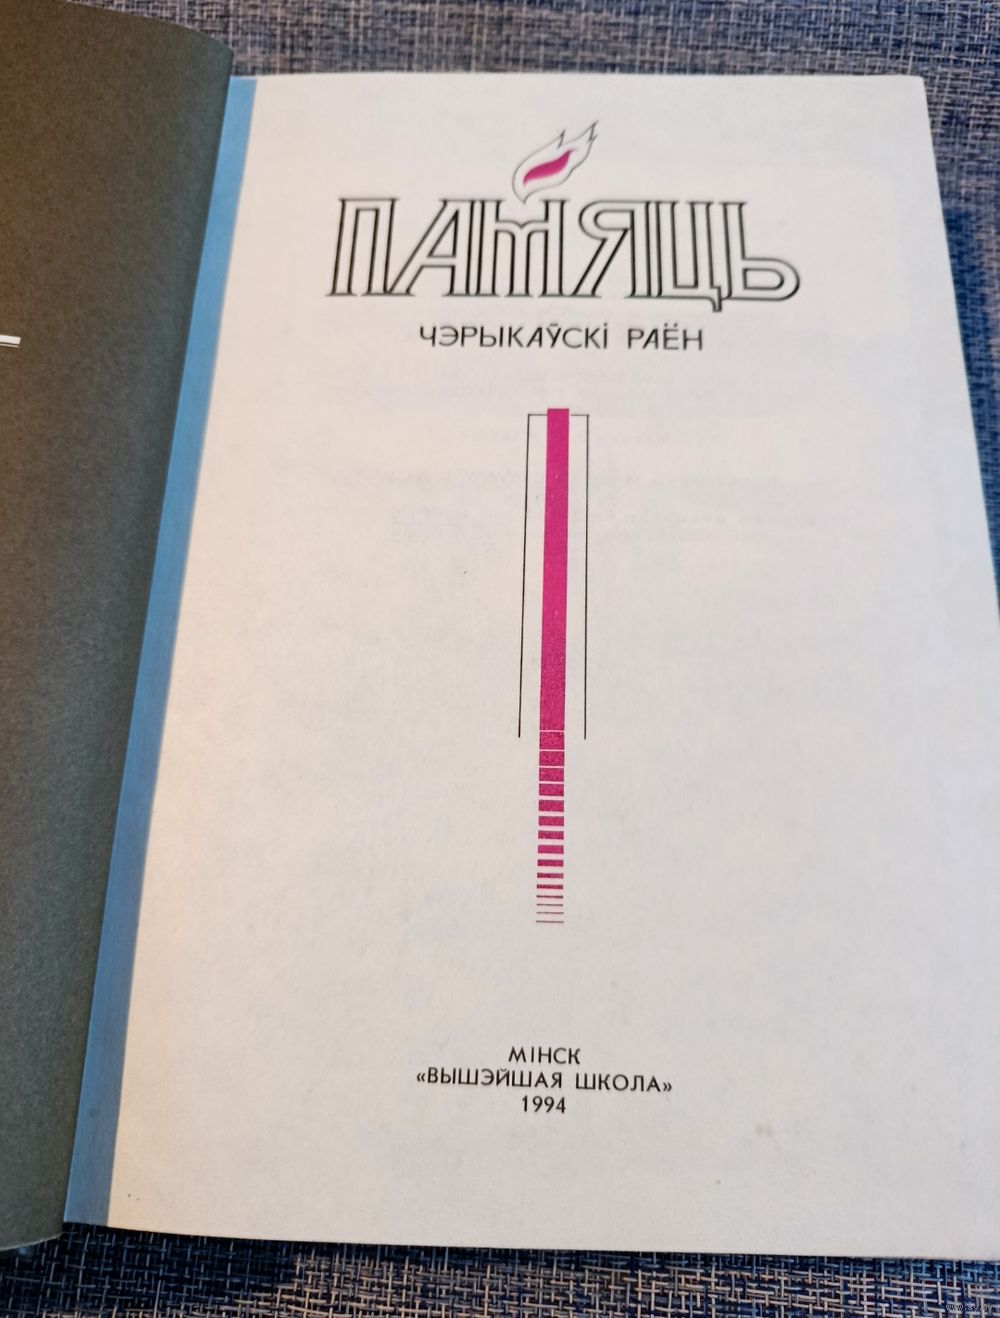 ПАМЯЦЬ
ЧЭРЫКАЎСКІ РАЁН
МІНСК
«ВЫШЭЙШАЯ ШКОЛА»
1994